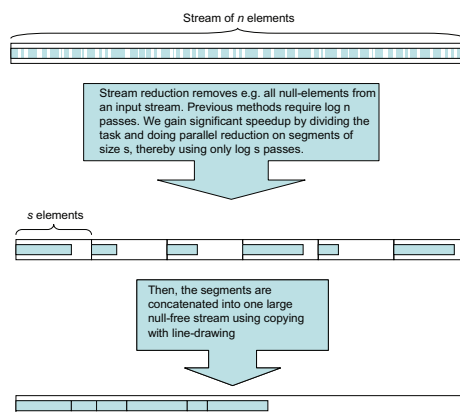 Stream of n elements
Stream reduction removes e.g. all null-elements from
an input stream. Previous methods require log n
passes. We gain significant speedup by dividing the
task and doing parallel reduction on segments of
size s, thereby using only log s passes.
s elements
Then, the segments are
concatenated into one large
null-free stream using copying
with line-drawing